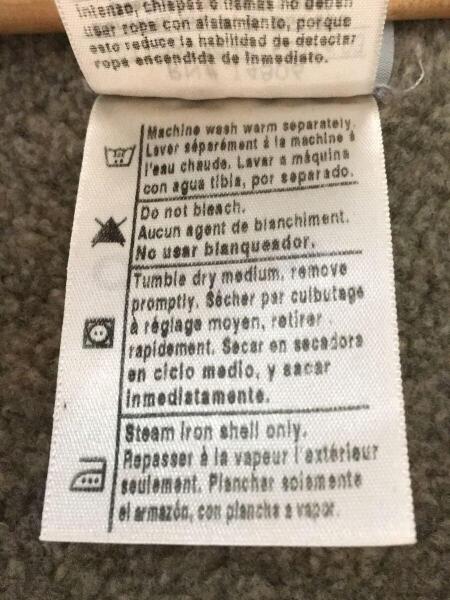 intenso, chispas o llamas no deben
usar ropa con aislamiento, porque
esto reduce la habilidad de detectar
ropa encendida de inmediato.
Machine wash warm separately.
Laver séparément à la machine à
l'eau chaude. Lavar a máquina
con agua tibia, por separado.
Do not bleach.
Aucun agent de blanchiment.
No usar blanqueador.
Tumble dry medium, remove
promptly. Sécher par culbutage
à réglage moyen, retirer
rapidement. Secar en secadora
en ciclo medio, y sacar
inmediatamente.
Steam iron shell only.
Repasser à la vapeur l'extérieur
seulement. Planchar solamente
el armazón, con plancha a vapor.